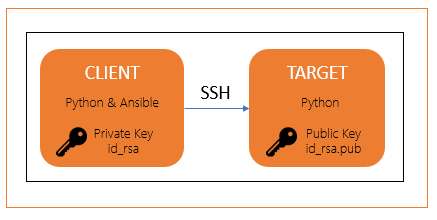 CLIENT
Python & Ansible
Private Key
id_rsa
SSH
TARGET
Python
Public Key
id_rsa.pub